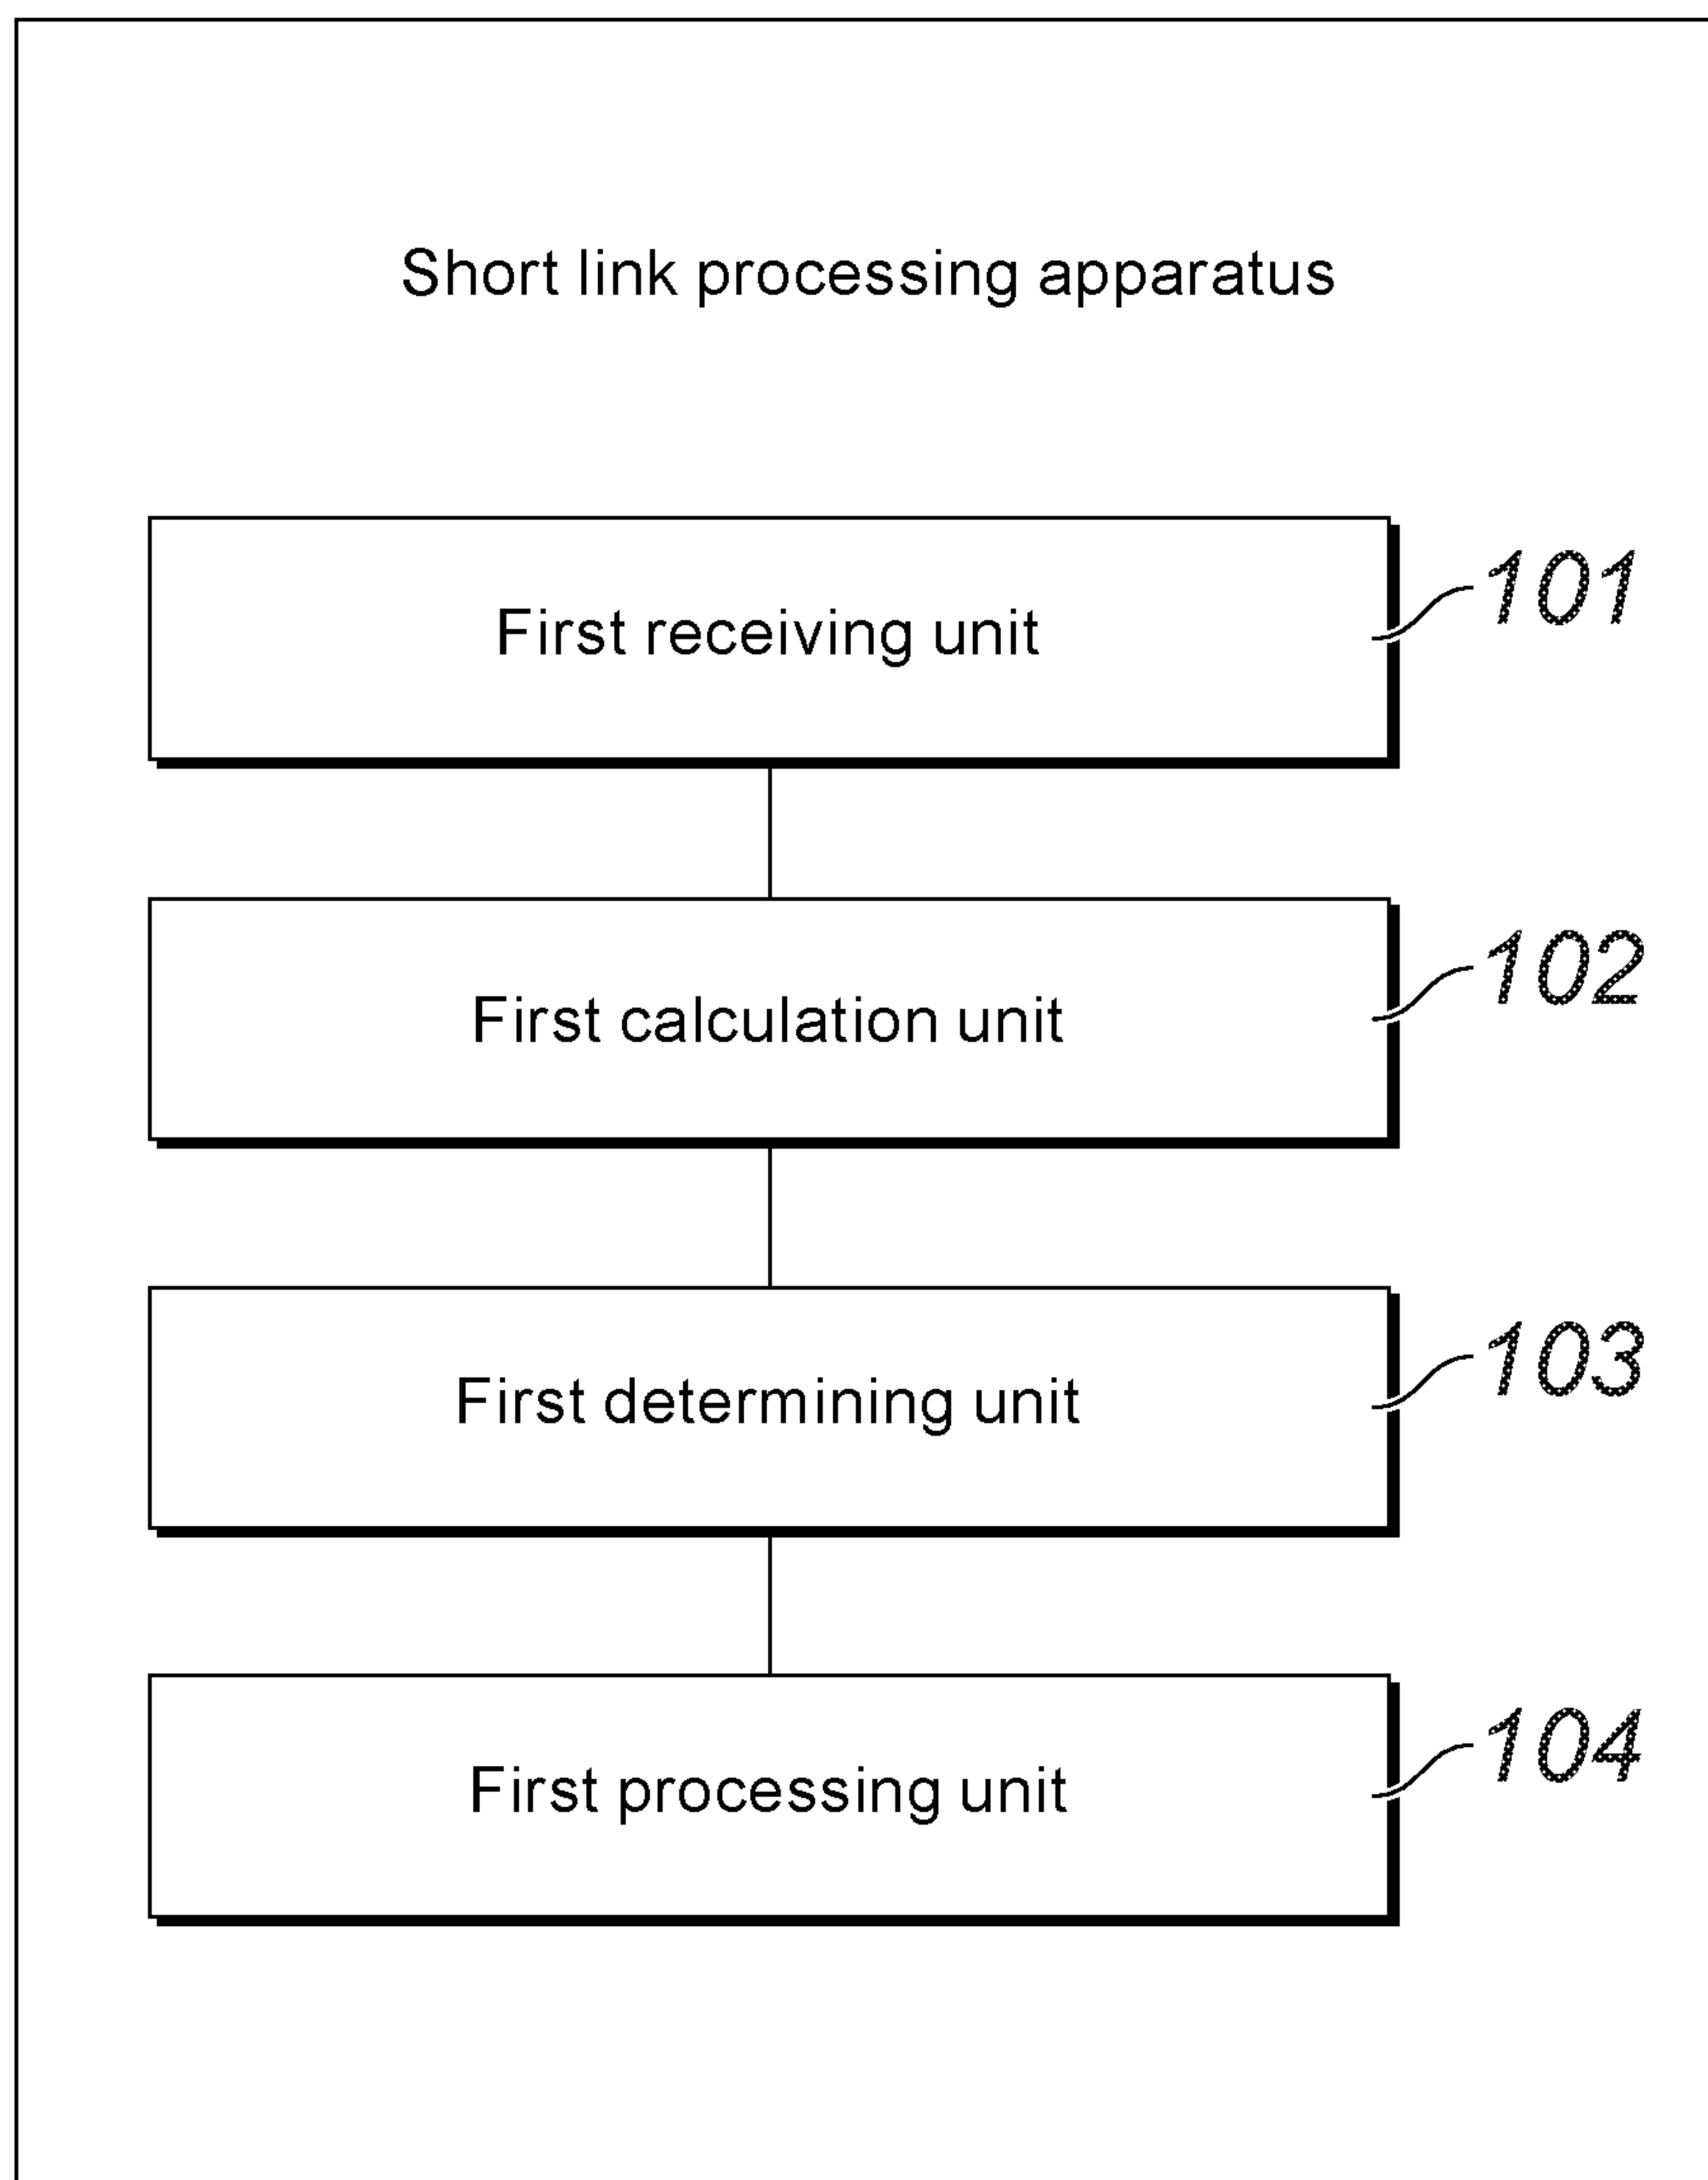 Short link processing apparatus
First receiving unit
101
First calculation unit
102
First determining unit
103
First processing unit
104